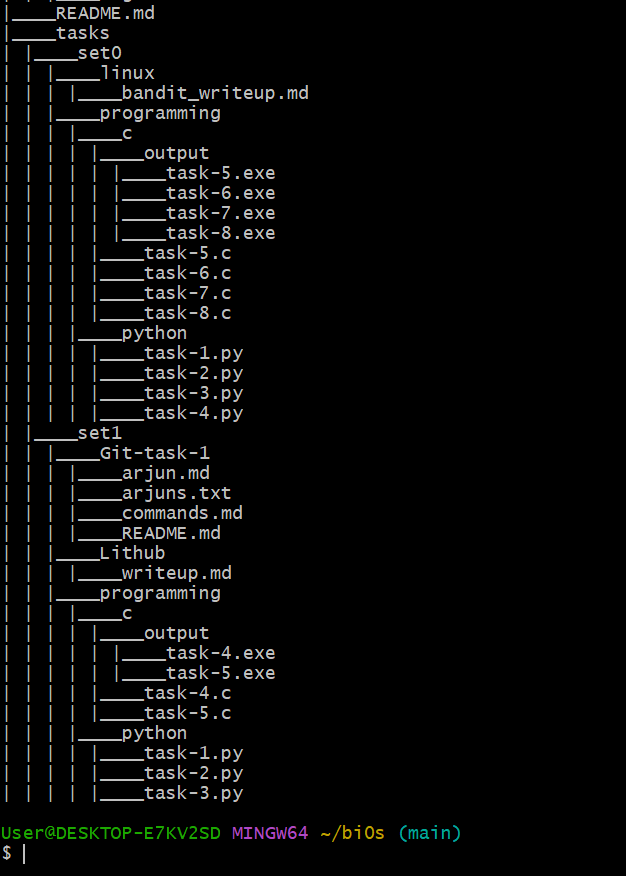 |____README.md
|____tasks
| |____set0
| | |____linux
| | | |____bandit_writeup.md
| | |____programming
| | | |____c
| | | | |____output
| | | | | |____task-5.exe
| | | | | |____task-6.exe
| | | | | |____task-7.exe
| | | | | |____task-8.exe
| | | | |____task-5.c
| | | | |____task-6.c
| | | | |____task-7.c
| | | | |____task-8.c
| | | |____python
| | | | |____task-1.py
| | | | |____task-2.py
| | | | |____task-3.py
| | | | |____task-4.py
| |____set1
| | |____Git-task-1
| | | |____arjun.md
| | | |____arjuns.txt
| | | |____commands.md
| | | |____README.md
| | |____Lithub
| | | |____writeup.md
| | |____programming
| | | |____c
| | | | |____output
| | | | | |____task-4.exe
| | | | | |____task-5.exe
| | | | |____task-4.c
| | | | |____task-5.c
| | | |____python
| | | | |____task-1.py
| | | | |____task-2.py
| | | | |____task-3.py
User@DESKTOP-E7KV2SD MINGW64 ~/bi0s (main)
$